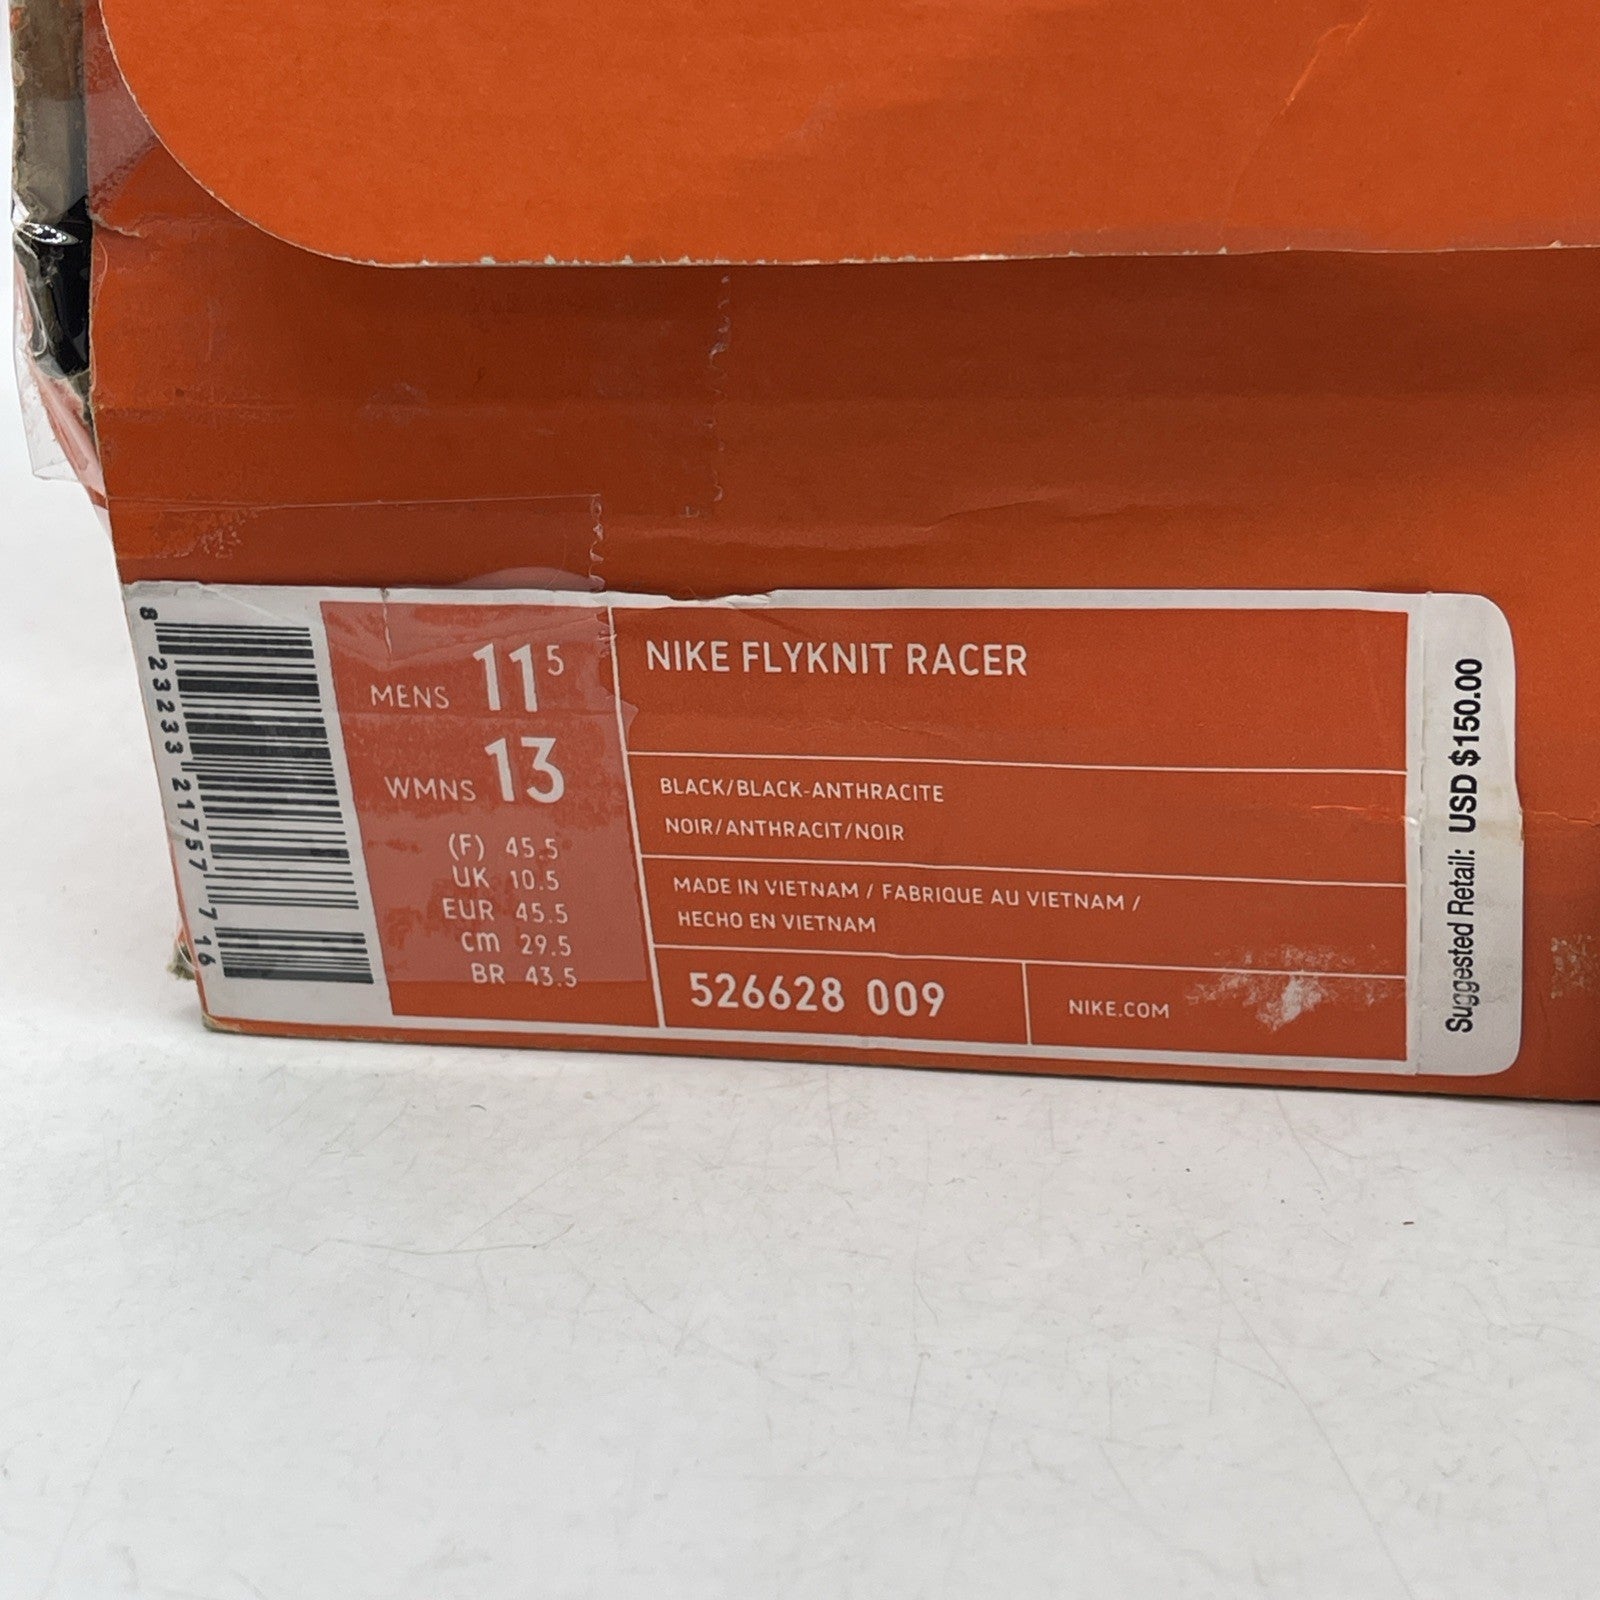 8 23233 21757 7 16
MENS 11⁵
WMNS 13
(F) 45.5
UK 10.5
EUR 45.5
cm 29.5
BR 43.5
NIKE FLYKNIT RACER
BLACK/BLACK-ANTHRACITE
NOIR/ANTHRACIT/NOIR
MADE IN VIETNAM / FABRIQUE AU VIETNAM /
HECHO EN VIETNAM
526628 009
NIKE.COM
Suggested Retail: USD $150.00